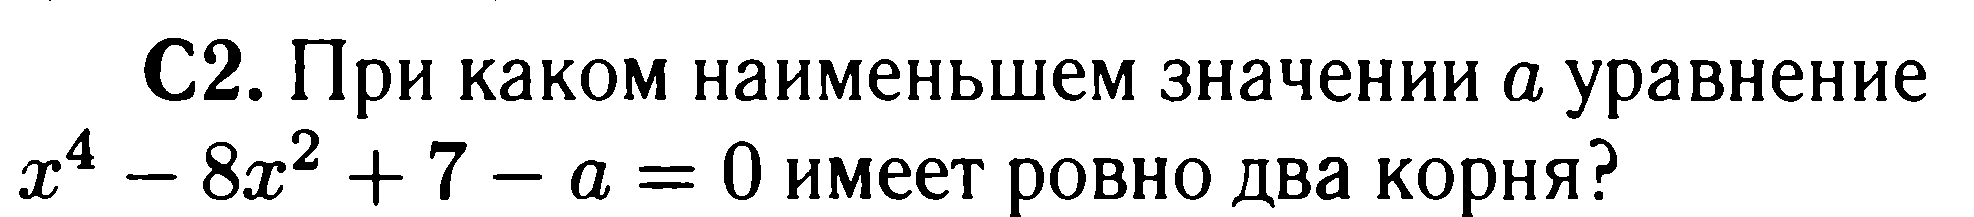 С2. При каком наименьшем значении a уравнение
x⁴ − 8x² + 7 − a = 0 имеет ровно два корня?